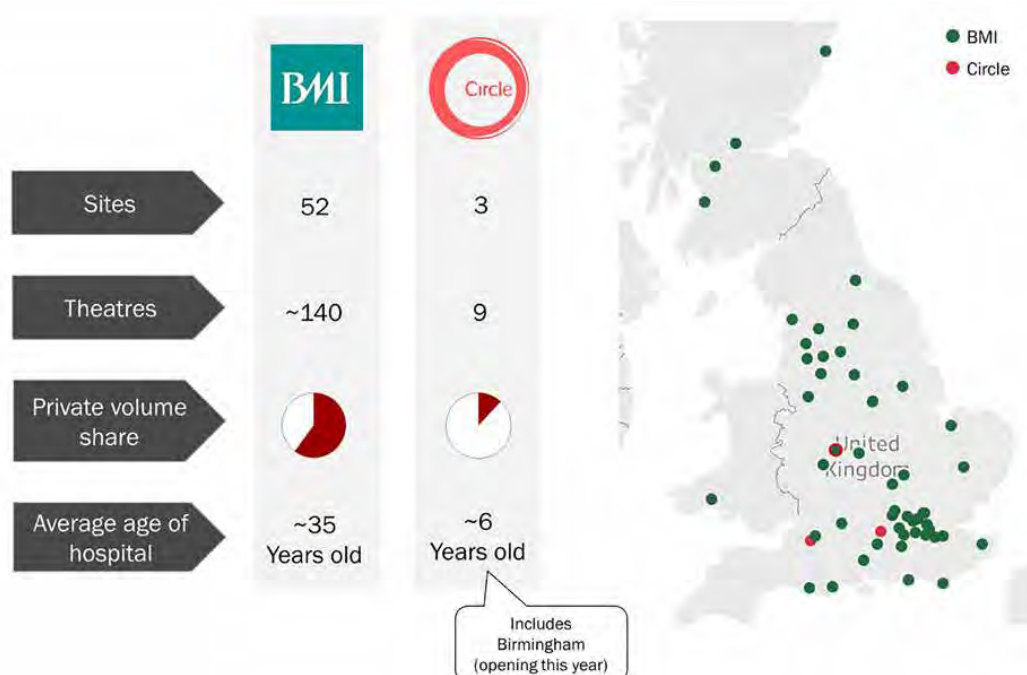 BMI
Circle
BMI
Circle
Sites
52
3
Theatres
~140
9
Private volume
share
Average age of
hospital
~35
Years old
~6
Years old
Includes
Birmingham
(opening this year)
United
Kingdom